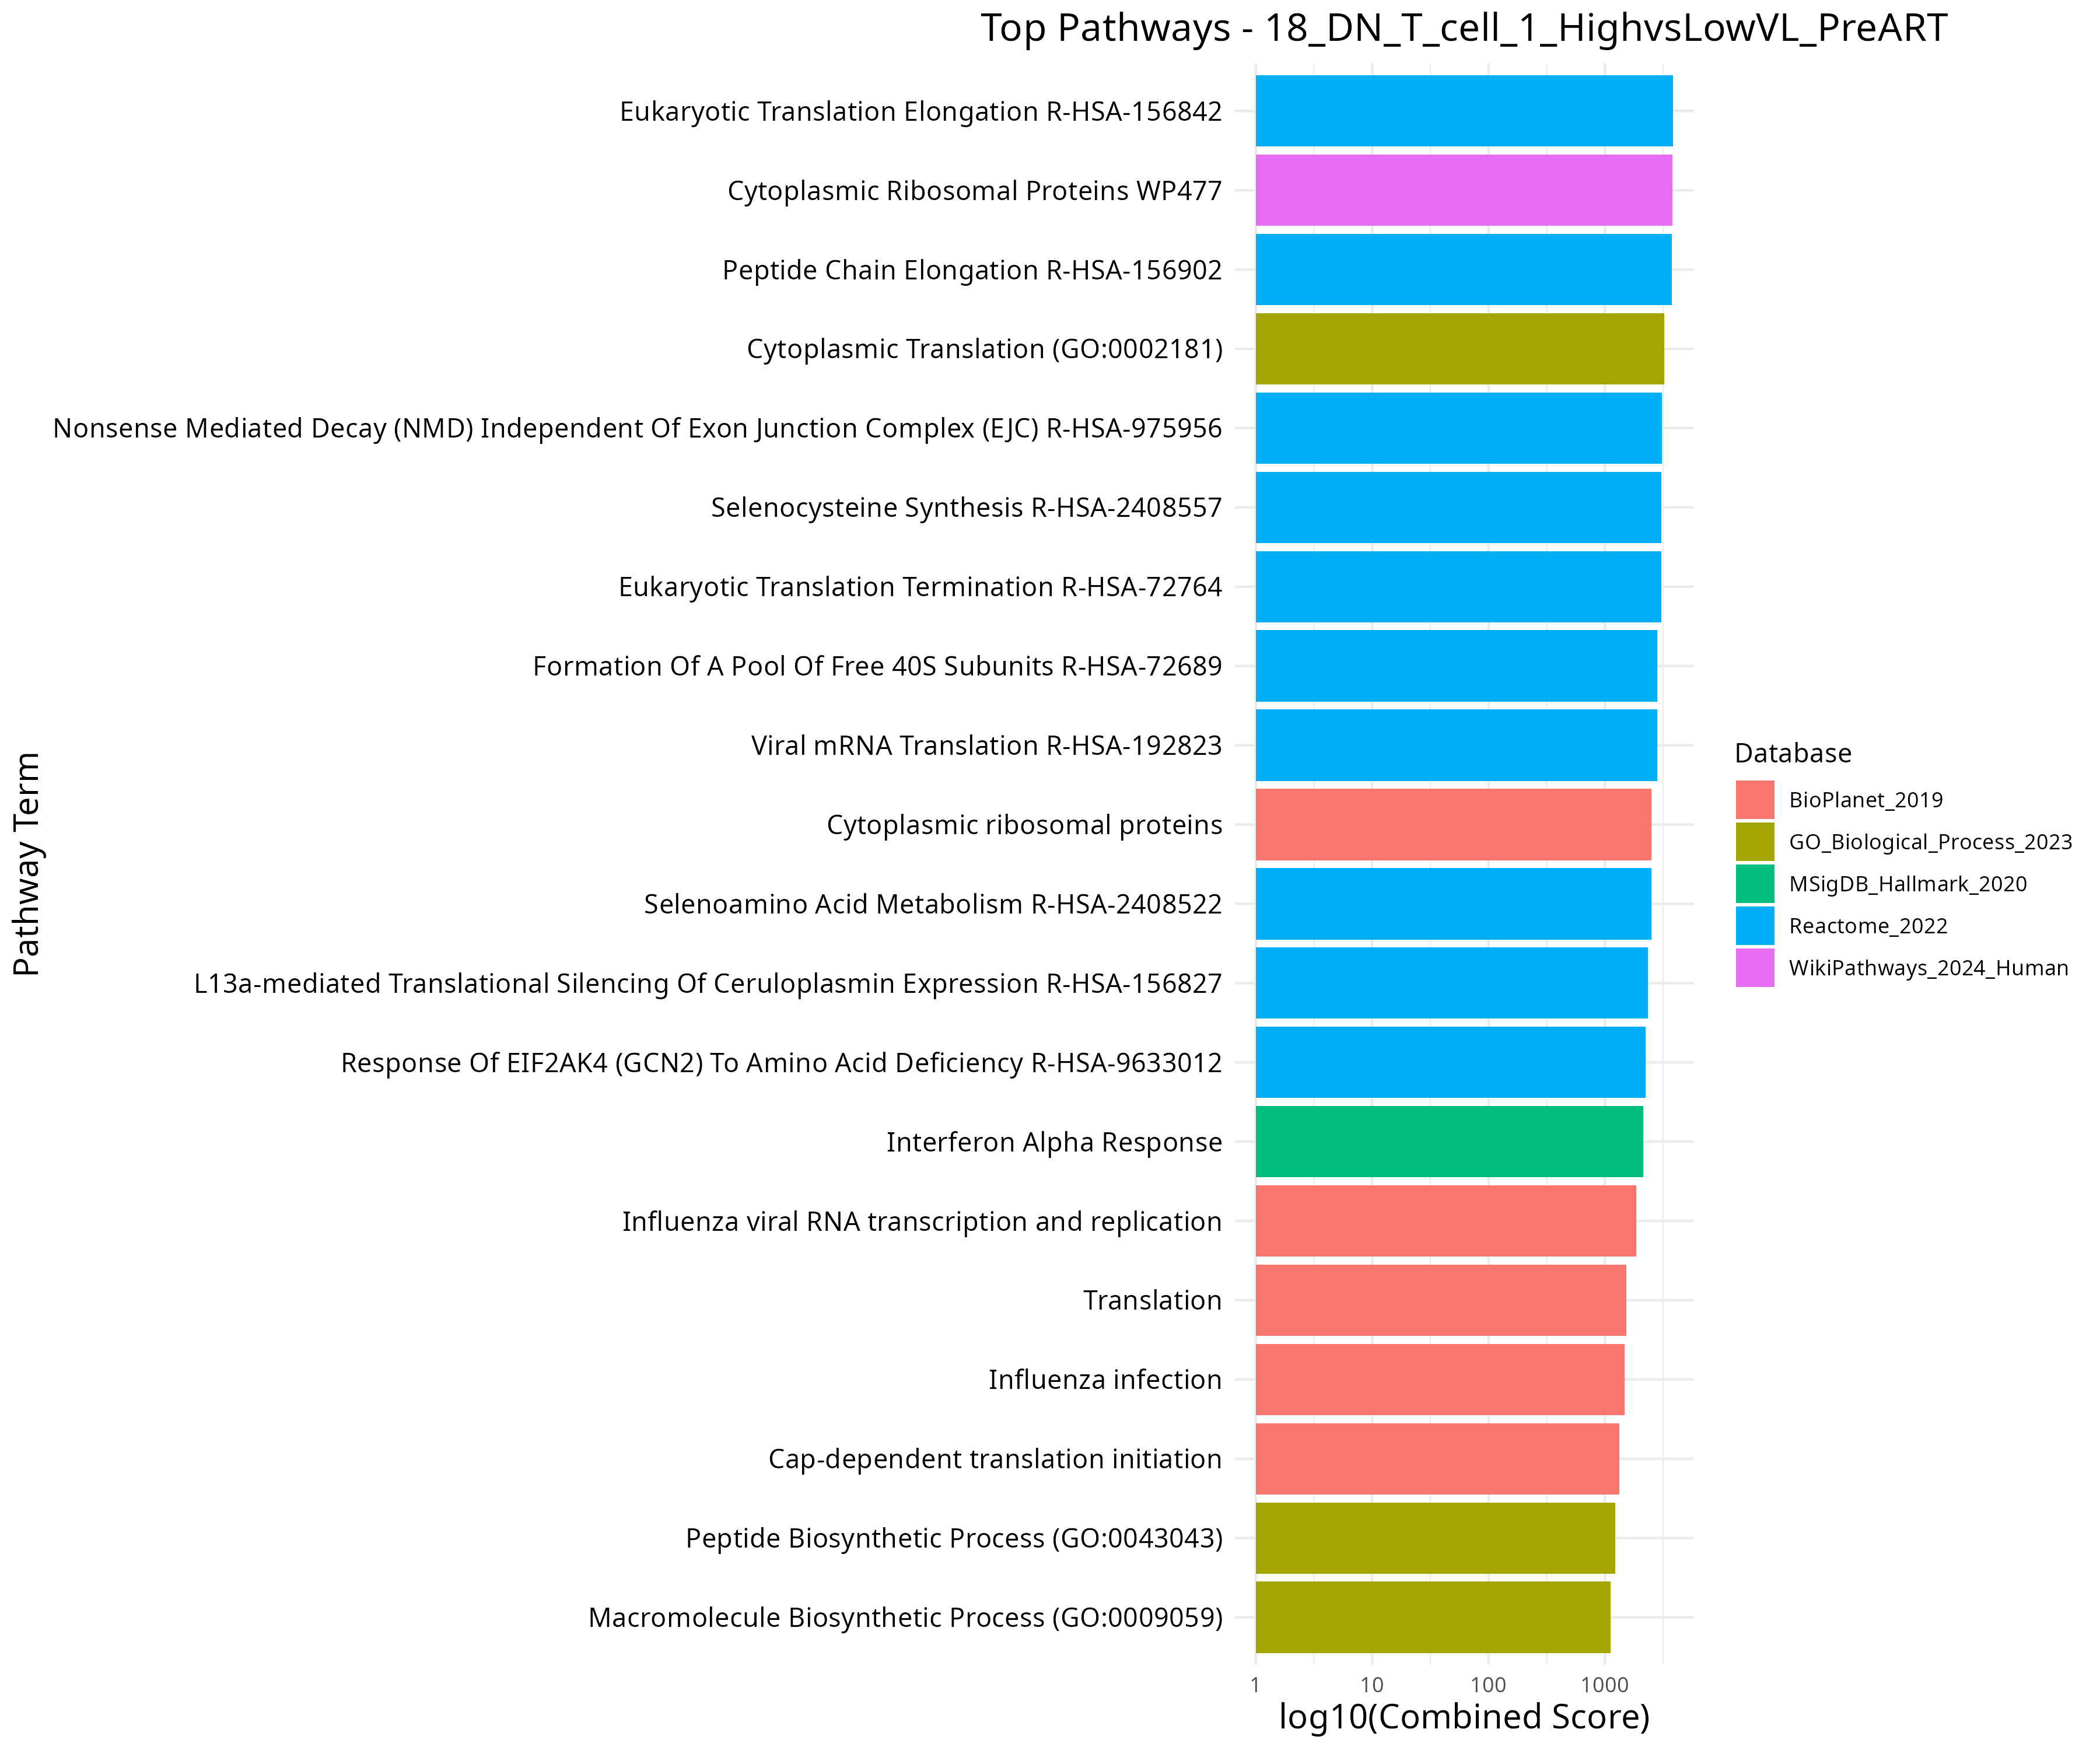 Top Pathways - 18_DN_T_cell_1_HighvsLowVL_PreART
Pathway Term
Eukaryotic Translation Elongation R-HSA-156842
Cytoplasmic Ribosomal Proteins WP477
Peptide Chain Elongation R-HSA-156902
Cytoplasmic Translation (GO:0002181)
Nonsense Mediated Decay (NMD) Independent Of Exon Junction Complex (EJC) R-HSA-975956
Selenocysteine Synthesis R-HSA-2408557
Eukaryotic Translation Termination R-HSA-72764
Formation Of A Pool Of Free 40S Subunits R-HSA-72689
Viral mRNA Translation R-HSA-192823
Cytoplasmic ribosomal proteins
Selenoamino Acid Metabolism R-HSA-2408522
L13a-mediated Translational Silencing Of Ceruloplasmin Expression R-HSA-156827
Response Of EIF2AK4 (GCN2) To Amino Acid Deficiency R-HSA-9633012
Interferon Alpha Response
Influenza viral RNA transcription and replication
Translation
Influenza infection
Cap-dependent translation initiation
Peptide Biosynthetic Process (GO:0043043)
Macromolecule Biosynthetic Process (GO:0009059)
1 10 100 1000
log10(Combined Score)
Database
BioPlanet_2019
GO_Biological_Process_2023
MSigDB_Hallmark_2020
Reactome_2022
WikiPathways_2024_Human